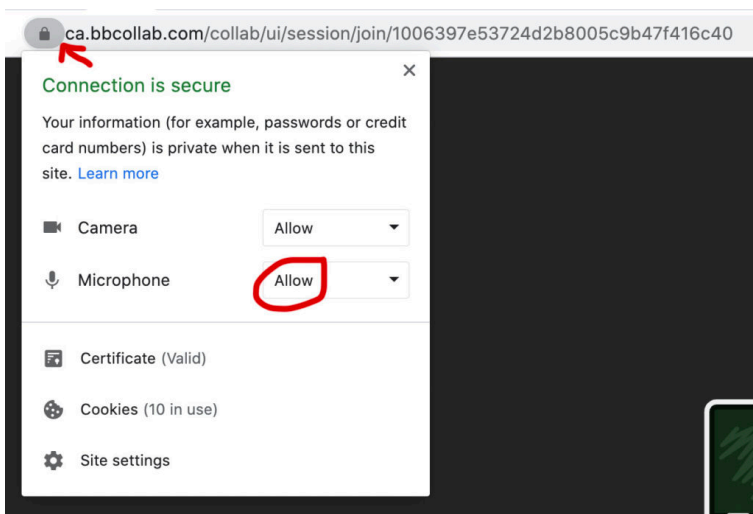 ca.bbcollab.com/collab/ui/session/join/1006397e53724d2b8005c9b47f416c40
Connection is secure
Your information (for example, passwords or credit
card numbers) is private when it is sent to this
site. Learn more
Camera Allow
Microphone Allow
Certificate (Valid)
Cookies (10 in use)
Site settings